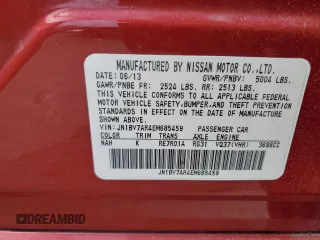 MANUFACTURED BY NISSAN MOTOR CO.,LTD.
DATE: 06/13 GVWR/PNBV: 5004 LBS.
GAWR/PNBE FR: 2524 LBS. RR: 2513 LBS.
THIS VEHICLE CONFORMS TO ALL APPLICABLE
FEDERAL MOTOR VEHICLE SAFETY,BUMPER,AND THEFT PREVENTION
STANDARDS IN EFFECT ON THE DATE OF
MANUFACTURE SHOWN ABOVE.
VIN: JN1BV7AR4EM685459 PASSENGER CAR
COLOR TRIM TRANS AXLE ENGINE
NAH K RE7R01A RG31 VQ37(VHR) 3696CC
JN1BV7AR4EM685459
DREAMBID